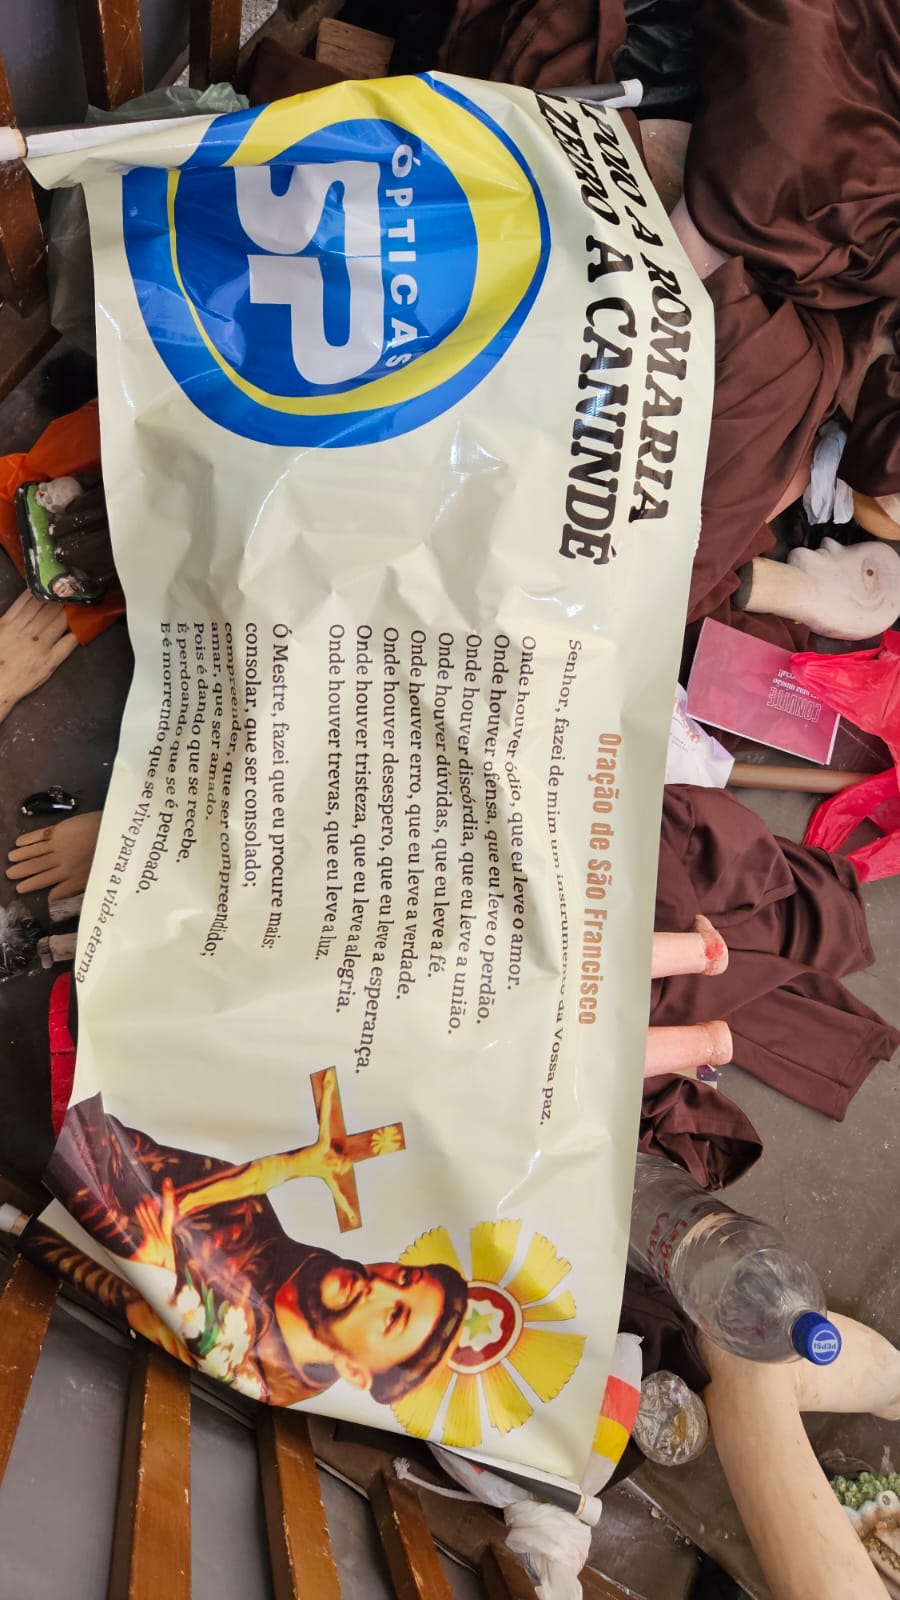 APOIO A ROMARIA
ZZERO A CANINDÉ
ÓPTICAS
SP
Oração de São Francisco
Senhor, fazei de mim um instrumento da Vossa paz.
Onde houver ódio, que eu leve o amor.
Onde houver ofensa, que eu leve o perdão.
Onde houver discórdia, que eu leve a união.
Onde houver dúvidas, que eu leve a fé.
Onde houver erro, que eu leve a verdade.
Onde houver desespero, que eu leve a esperança.
Onde houver tristeza, que eu leve a alegria.
Onde houver trevas, que eu leve a luz.
Ó Mestre, fazei que eu procure mais;
consolar, que ser consolado;
compreender, que ser compreendido;
amar, que ser amado.
Pois é dando que se recebe,
É perdoando que se é perdoado,
E é morrendo que se vive para a vida eterna
CONVITE
uma missão
PEPSI